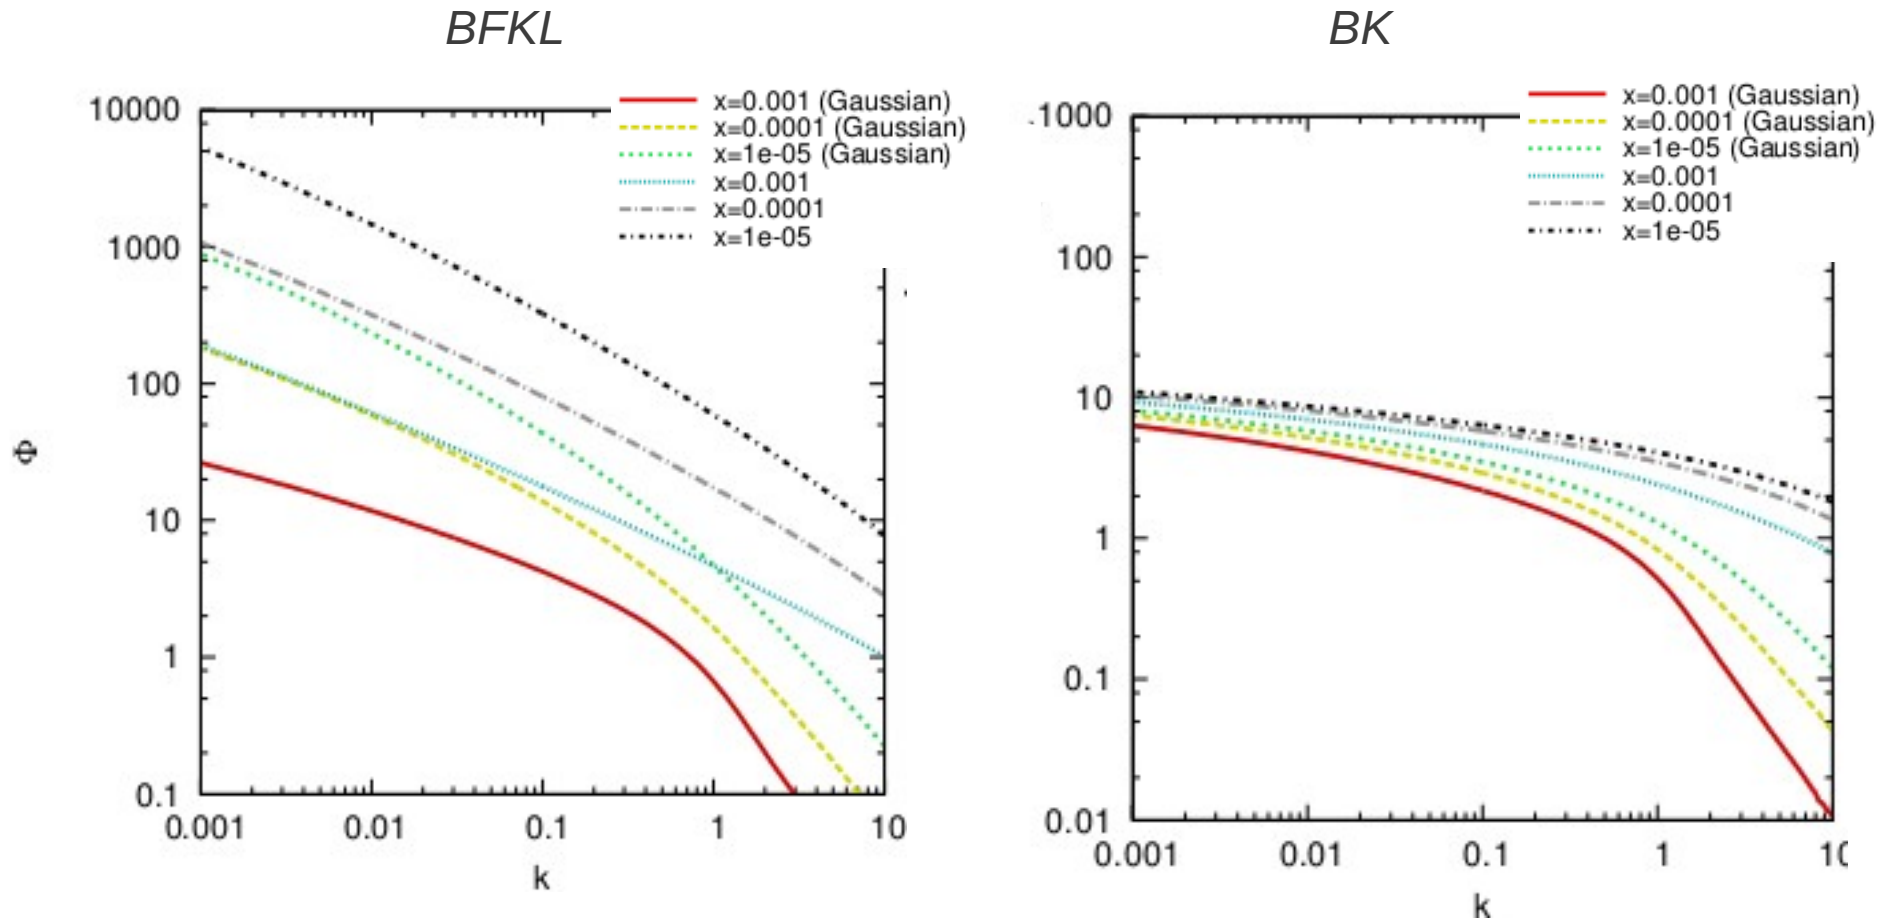 BFKL
x=0.001 (Gaussian)
x=0.0001 (Gaussian)
x=1e-05 (Gaussian)
x=0.001
x=0.0001
x=1e-05
10000
1000
100
10
1
0.1
Φ
0.001 0.01 0.1 1 10
k
BK
x=0.001 (Gaussian)
x=0.0001 (Gaussian)
x=1e-05 (Gaussian)
x=0.001
x=0.0001
x=1e-05
1000
100
10
1
0.1
0.01
0.001 0.01 0.1 1 10
k